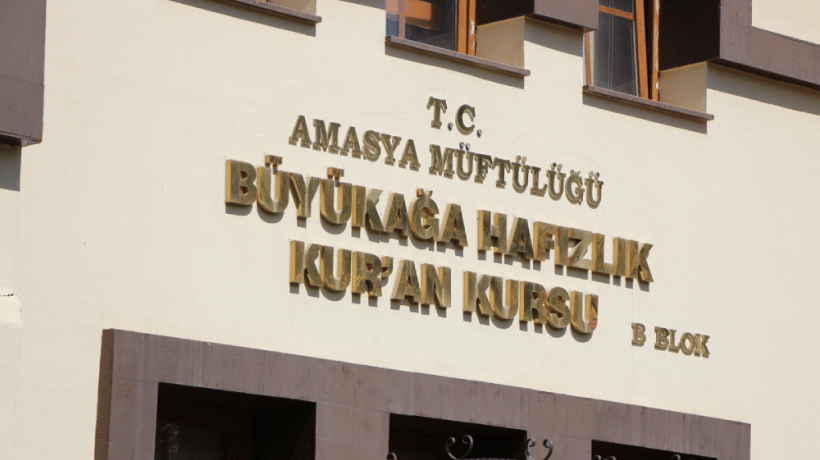 T.C.
AMASYA MÜFTÜLÜĞÜ
BÜYÜKAĞA HAFIZLIK
KUR'AN KURSU
B BLOK